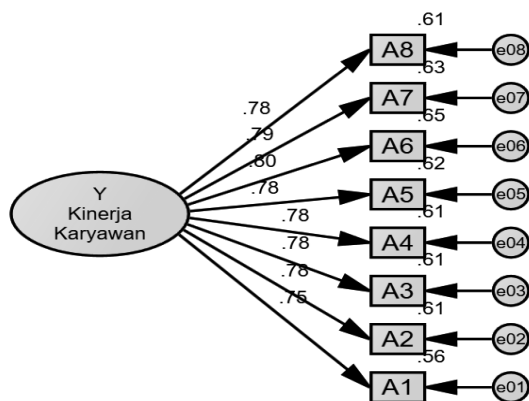 .61
A8
e08
.63
.78
A7
e07
.65
.79
A6
e06
.80
.62
.78
A5
e05
Y
Kinerja
Karyawan
.61
.78
A4
e04
.61
.78
A3
e03
.78
.61
.75
A2
e02
.56
A1
e01